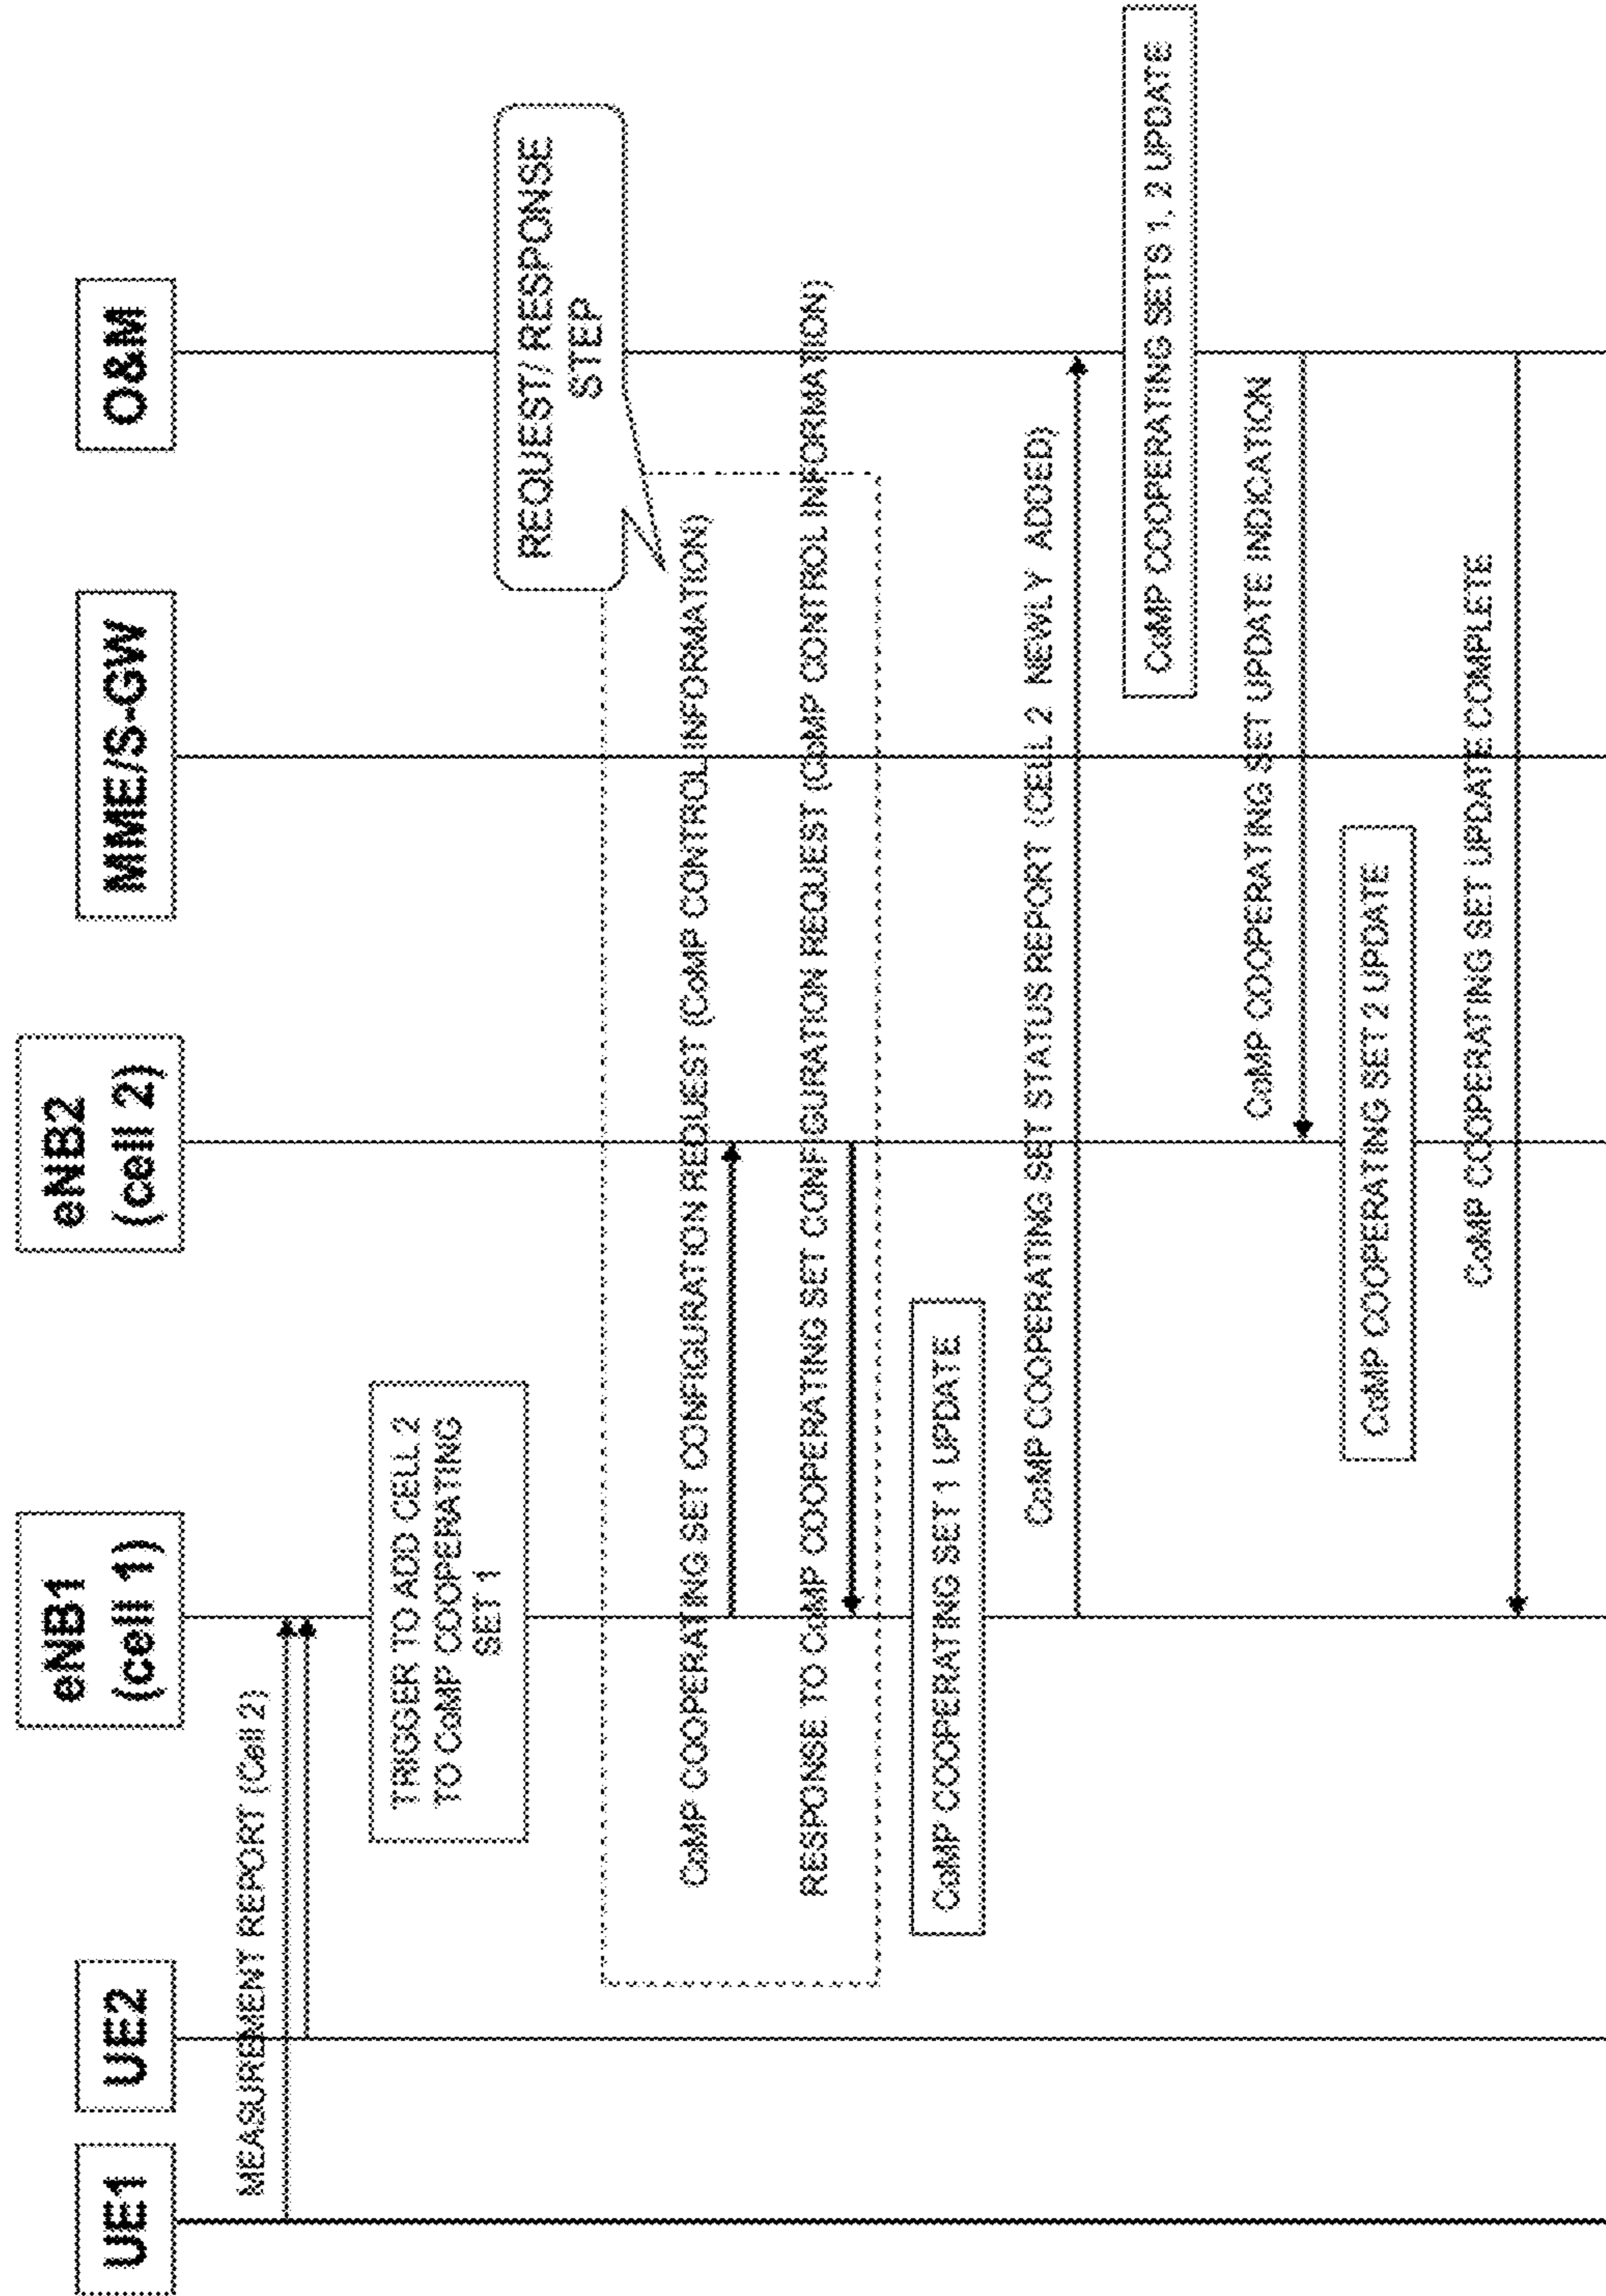 UE1
UE2
eNB1
(cell 1)
eNB2
(cell 2)
MME/S-GW
O&M
MEASUREMENT REPORT (Cell 2)
TRIGGER TO ADD CELL 2
TO CoMP COOPERATING
SET 1
REQUEST/ RESPONSE
STEP
CoMP COOPERATING SET CONFIGURATION REQUEST (CoMP CONTROL INFORMATION)
RESPONSE TO CoMP COOPERATING SET CONFIGURATION REQUEST (CoMP CONTROL INFORMATION)
CoMP COOPERATING SET 1 UPDATE
CoMP COOPERATING SET STATUS REPORT (CELL 2 NEWLY ADDED)
CoMP COOPERATING SETS 1, 2 UPDATE
CoMP COOPERATING SET UPDATE INDICATION
CoMP COOPERATING SET 2 UPDATE
CoMP COOPERATING SET UPDATE COMPLETE